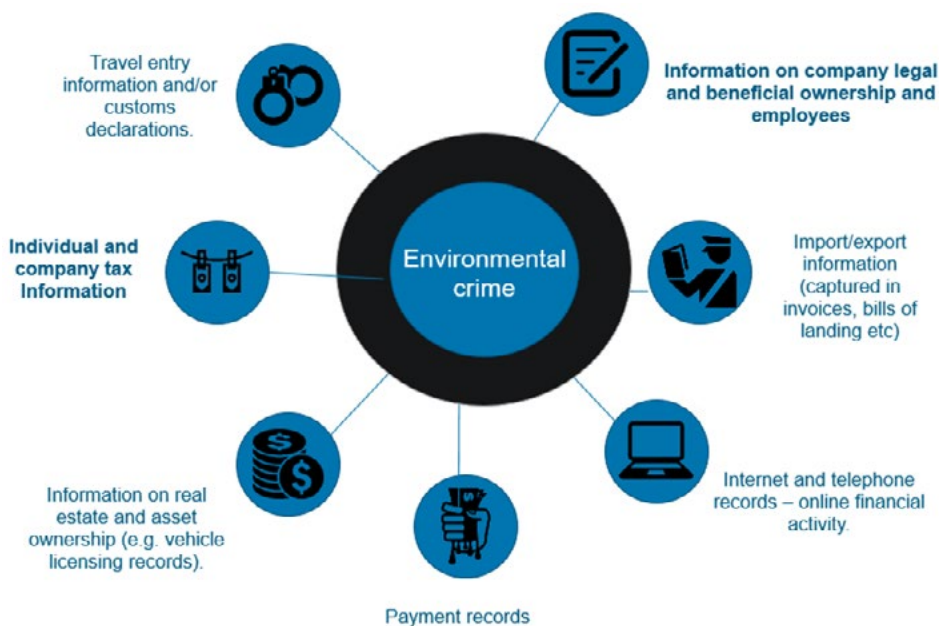 Travel entry
information and/or
customs
declarations.
Information on company legal
and beneficial ownership and
employees
Individual and
company tax
Information
Environmental
crime
Import/export
information
(captured in
invoices, bills of
landing etc)
Information on real
estate and asset
ownership (e.g. vehicle
licensing records).
Internet and telephone
records – online financial
activity.
Payment records